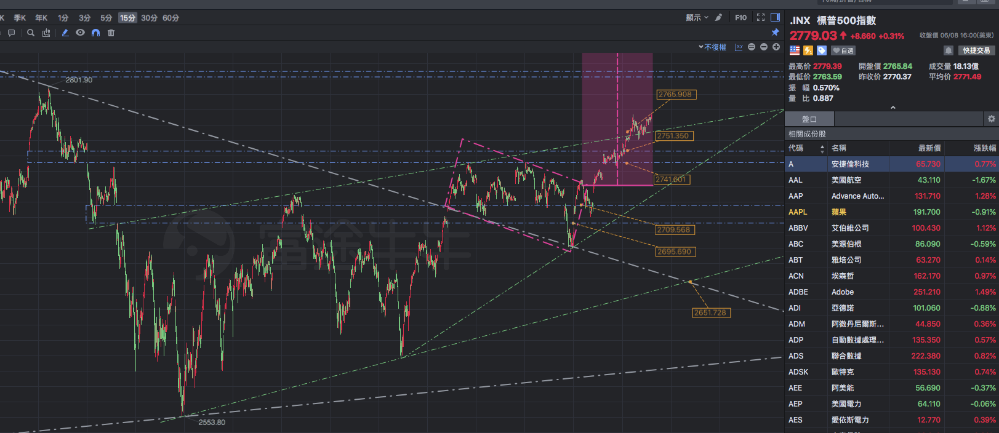 K 季K 年K 1分 3分 5分 15分 30分 60分
顯示 F10
不復權
2801.90
2765.908
2751.350
2741.601
2709.568
2695.690
2651.728
2553.80
富途牛牛
.INX 標普500指數
2779.03 +8.660 +0.31% 收盤價 06/08 16:00(美東)
自選 快捷交易
最高价 2779.39 開盤價 2765.84 成交量 18.13億
最低价 2763.59 昨收价 2770.37 平均价 2771.49
振 幅 0.570%
量 比 0.887
盤口
相關成份股
代碼 名稱 最新價 漲跌幅
A 安捷倫科技 65.730 0.77%
AAL 美國航空 43.110 -1.67%
AAP Advance Auto... 131.710 1.28%
AAPL 蘋果 191.700 -0.91%
ABBV 艾伯維公司 100.430 1.12%
ABC 美源伯根 86.090 -0.59%
ABT 雅培公司 63.270 0.14%
ACN 埃森哲 162.170 0.97%
ADBE Adobe 251.210 1.49%
ADI 亞德諾 101.060 -0.88%
ADM 阿徹丹尼爾斯... 44.850 0.36%
ADP 自動數據處理... 135.350 0.57%
ADS 聯合數據 222.380 0.82%
ADSK 歐特克 135.130 0.74%
AEE 阿美能 56.690 -0.37%
AEP 美國電力 64.110 -0.06%
AES 愛依斯電力 12.770 0.39%